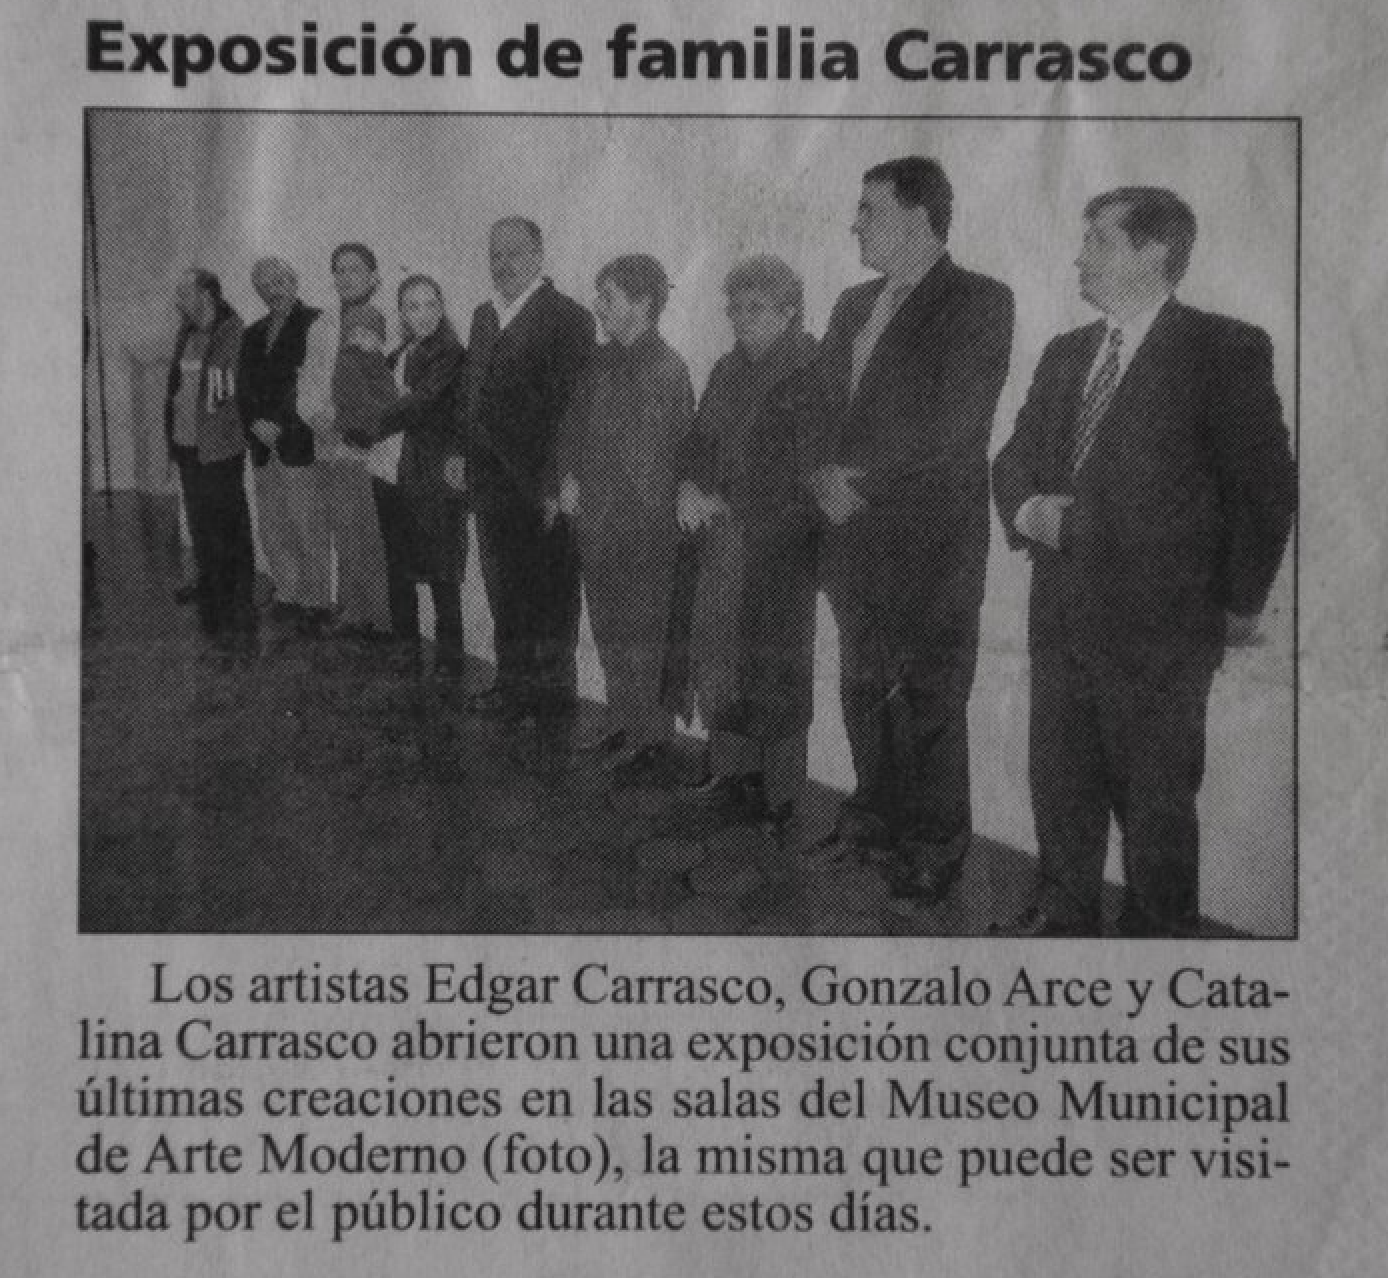 Exposición de familia Carrasco
Los artistas Edgar Carrasco, Gonzalo Arce y Cata-
lina Carrasco abrieron una exposición conjunta de sus
últimas creaciones en las salas del Museo Municipal
de Arte Moderno (foto), la misma que puede ser visi-
tada por el público durante estos días.